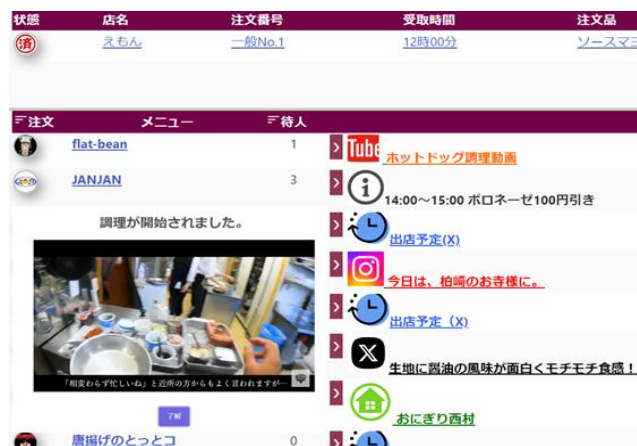 状態 店名 注文番号 受取時間 注文品
済 えもん 一般No.1 12時00分 ソースマヨ
注文 メニュー 待人
flat-bean 1
JANJAN 3
調理が開始されました。
「相変わらず忙しいね」と近所の方からもよく言われますが…
了解
唐揚げのとっとコ 0
Tube ホットドッグ調理動画
14:00～15:00 ボロネーゼ100円引き
出店予定(X)
今日は、柏崎のお寺様に。
出店予定（X)
生地に醤油の風味が面白くモチモチ食感！
おにぎり西村